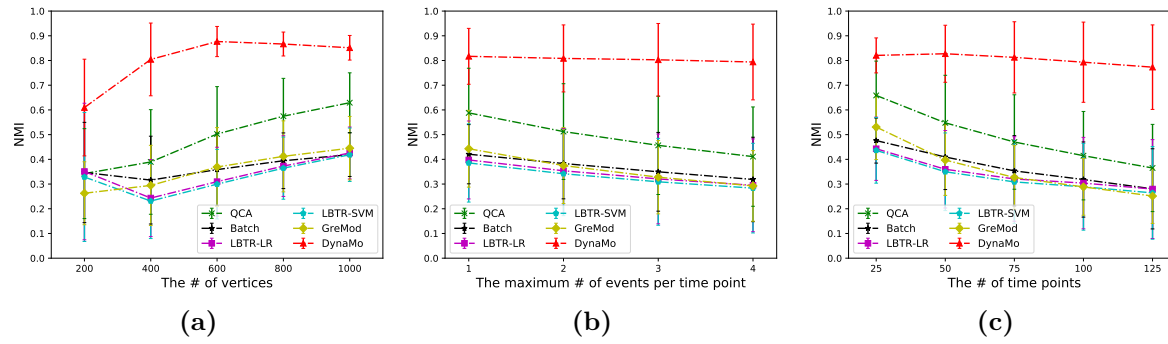 1.0
0.9
0.8
0.7
0.6
0.5
0.4
0.3
0.2
0.1
0.0
NMI
QCA
Batch
LBTR-LR
LBTR-SVM
GreMod
DynaMo
200 400 600 800 1000
The # of vertices
(a)
1.0
0.9
0.8
0.7
0.6
0.5
0.4
0.3
0.2
0.1
0.0
NMI
QCA
Batch
LBTR-LR
LBTR-SVM
GreMod
DynaMo
1 2 3 4
The maximum # of events per time point
(b)
1.0
0.9
0.8
0.7
0.6
0.5
0.4
0.3
0.2
0.1
0.0
NMI
QCA
Batch
LBTR-LR
LBTR-SVM
GreMod
DynaMo
25 50 75 100 125
The # of time points
(c)